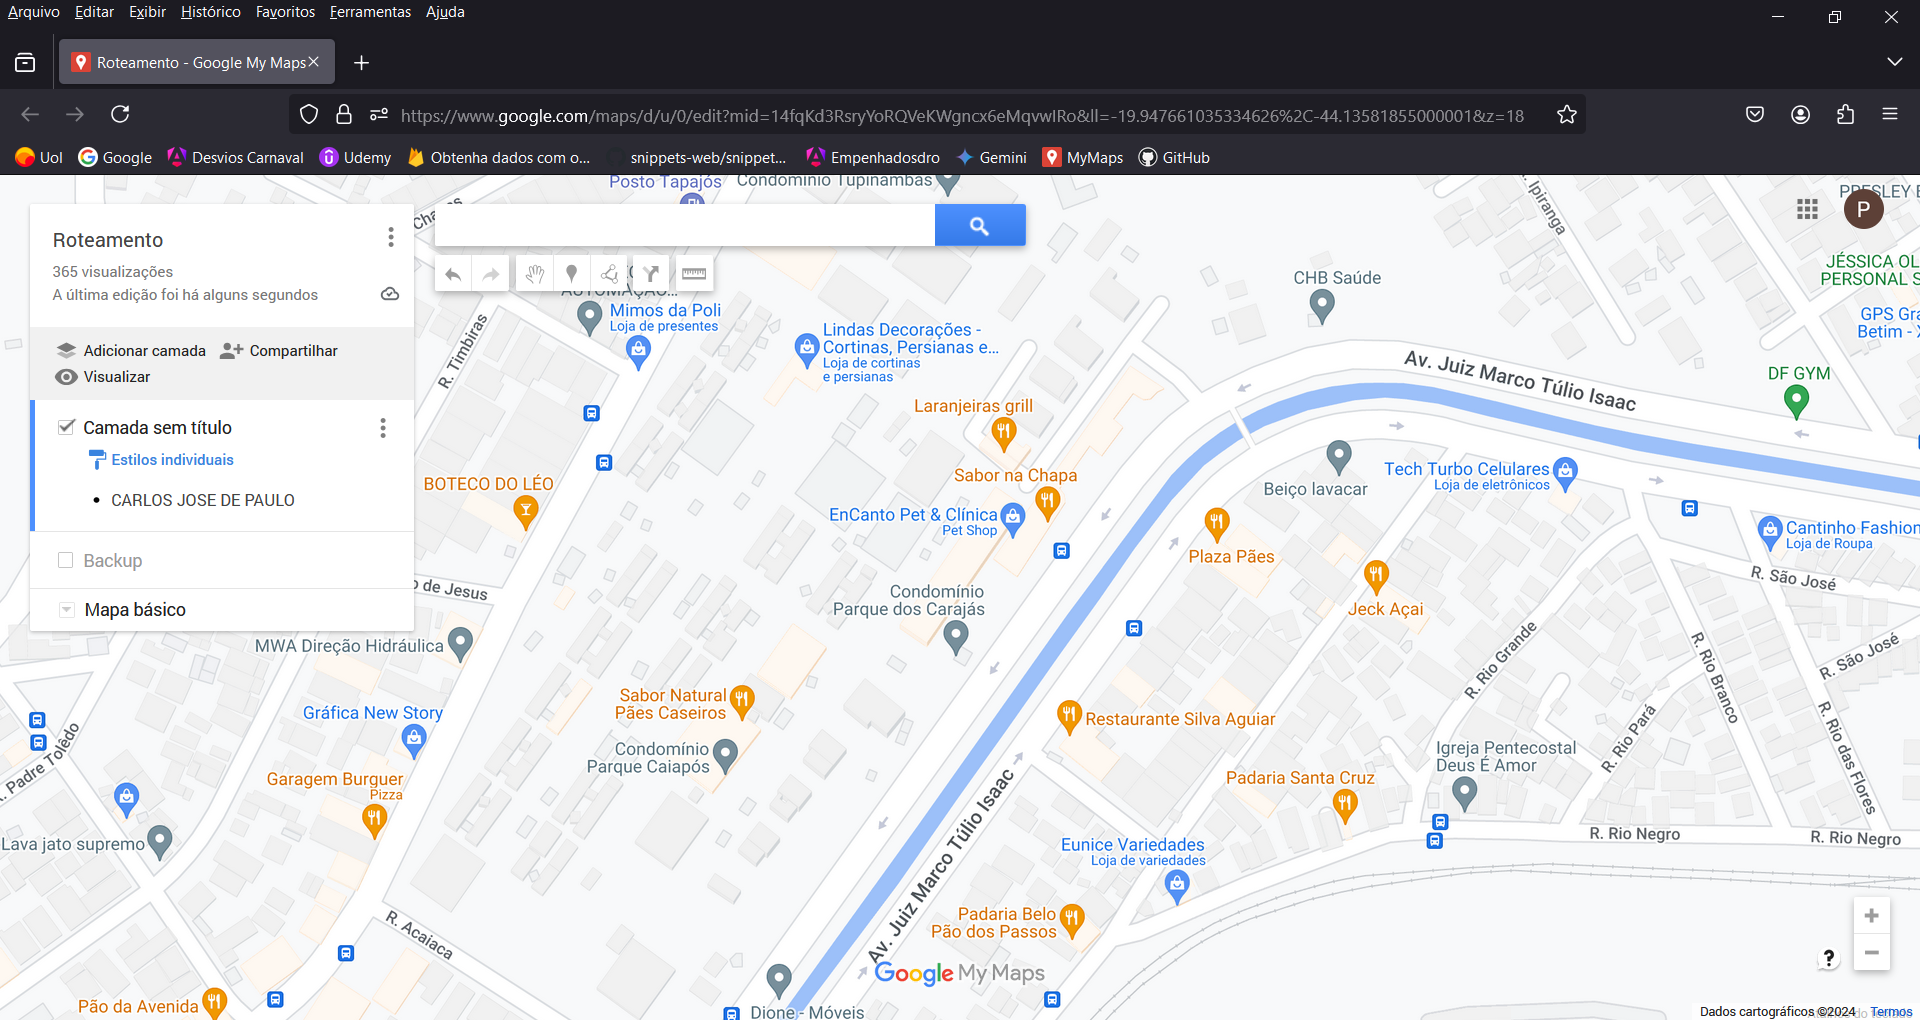 Arquivo Editar Exibir Histórico Favoritos Ferramentas Ajuda
Roteamento - Google My Maps
https://www.google.com/maps/d/u/0/edit?mid=14fqKd3RsryYoRQVeKWgncx6eMqvwIRo&ll=-19.947661035334626%2C-44.13581855000001&z=18
Uol Google Desvios Carnaval Udemy Obtenha dados com o... snippets-web/snippet... Empenhadosdro Gemini MyMaps GitHub
Roteamento
365 visualizações
A última edição foi há alguns segundos
Adicionar camada Compartilhar
Visualizar
Camada sem título
Estilos individuais
CARLOS JOSE DE PAULO
Backup
Mapa básico
P
Posto Tapajós
Condomínio Tupinambás
R. Ipiranga
JÉSSICA OL
PERSONAL S
GPS Gra
Betim - X
CHB Saúde
Mimos da Poli
Loja de presentes
Lindas Decorações -
Cortinas, Persianas e...
Loja de cortinas
e persianas
R. Timbiras
Av. Juiz Marco Túlio Isaac
DF GYM
Laranjeiras grill
Sabor na Chapa
BOTECO DO LÉO
EnCanto Pet & Clínica
Pet Shop
Beiço lavacar
Tech Turbo Celulares
Loja de eletrônicos
Cantinho Fashion
Loja de Roupa
Plaza Pães
R. São José
Condomínio
Parque dos Carajás
Jeck Açai
o de Jesus
MWA Direção Hidráulica
R. Rio Grande
R. Rio Branco
R. São José
Sabor Natural
Pães Caseiros
Gráfica New Story
Restaurante Silva Aguiar
R. Rio Pará
R. Rio das Flores
Condomínio
Parque Caiapós
Igreja Pentecostal
Deus É Amor
R. Padre Tolêdo
Garagem Burguer
Pizza
Padaria Santa Cruz
Lava jato supremo
Av. Juiz Marco Túlio Isaac
R. Rio Negro
R. Rio Negro
Eunice Variedades
Loja de variedades
R. Acaiaca
Padaria Belo
Pão dos Passos
Google My Maps
Pão da Avenida
Dione - Móveis
+
−
?
Dados cartográficos ©2024 Termos